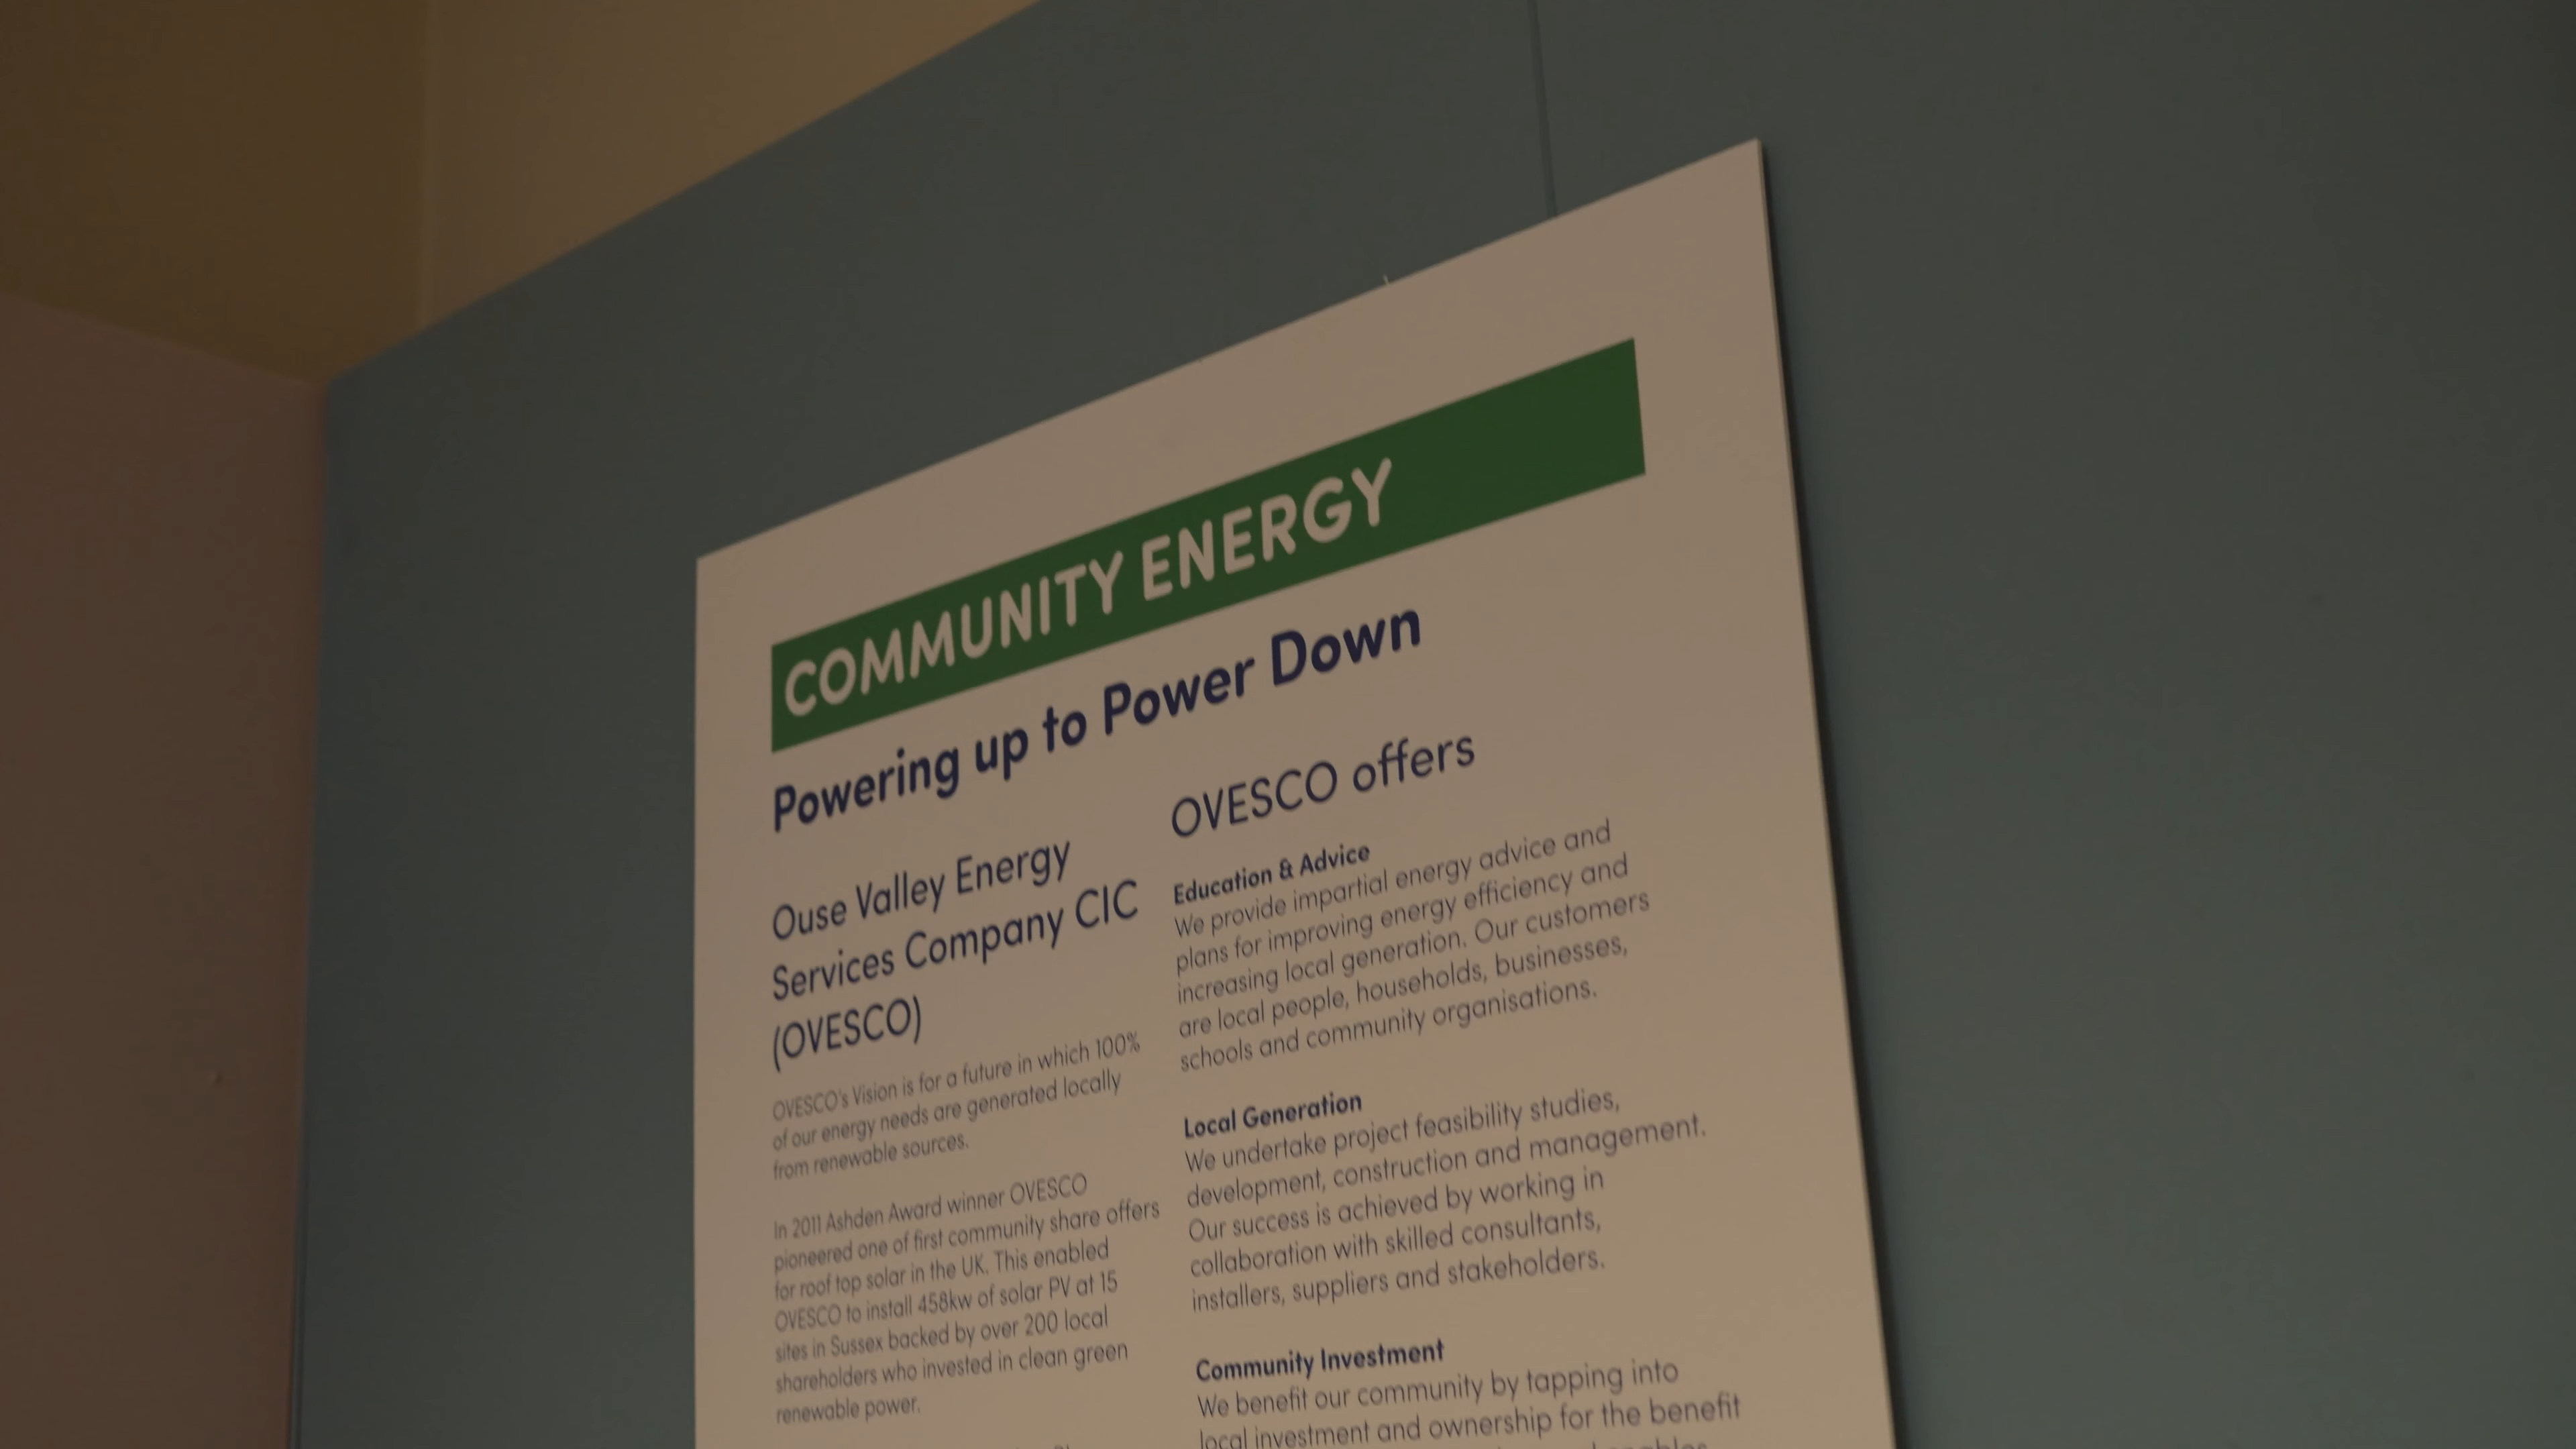 COMMUNITY ENERGY
Powering up to Power Down
Ouse Valley Energy
Services Company CIC
(OVESCO)
OVESCO's Vision is for a future in which 100%
of our energy needs are generated locally
from renewable sources.
In 2011 Ashden Award winner OVESCO
pioneered one of first community share offers
for roof top solar in the UK. This enabled
OVESCO to install 458kw of solar PV at 15
sites in Sussex backed by over 200 local
shareholders who invested in clean green
renewable power.
OVESCO offers
Education & Advice
We provide impartial energy advice and
plans for improving energy efficiency and
increasing local generation. Our customers
are local people, households, businesses,
schools and community organisations.
Local Generation
We undertake project feasibility studies,
development, construction and management.
Our success is achieved by working in
collaboration with skilled consultants,
installers, suppliers and stakeholders.
Community Investment
We benefit our community by tapping into
local investment and ownership for the benefit